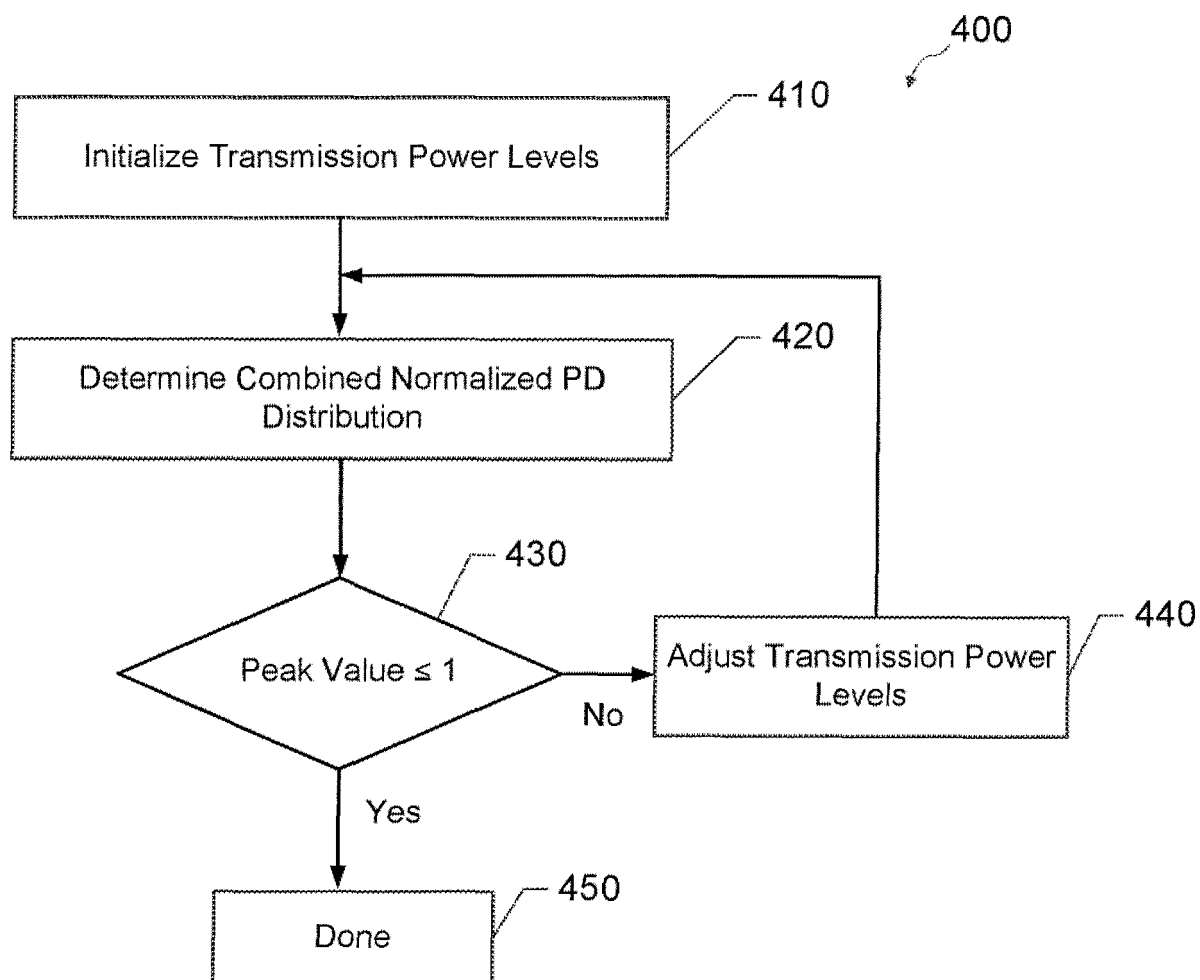 400
410
Initialize Transmission Power Levels
420
Determine Combined Normalized PD
Distribution
430
Peak Value ≤ 1
440
Adjust Transmission Power
Levels
No
Yes
450
Done